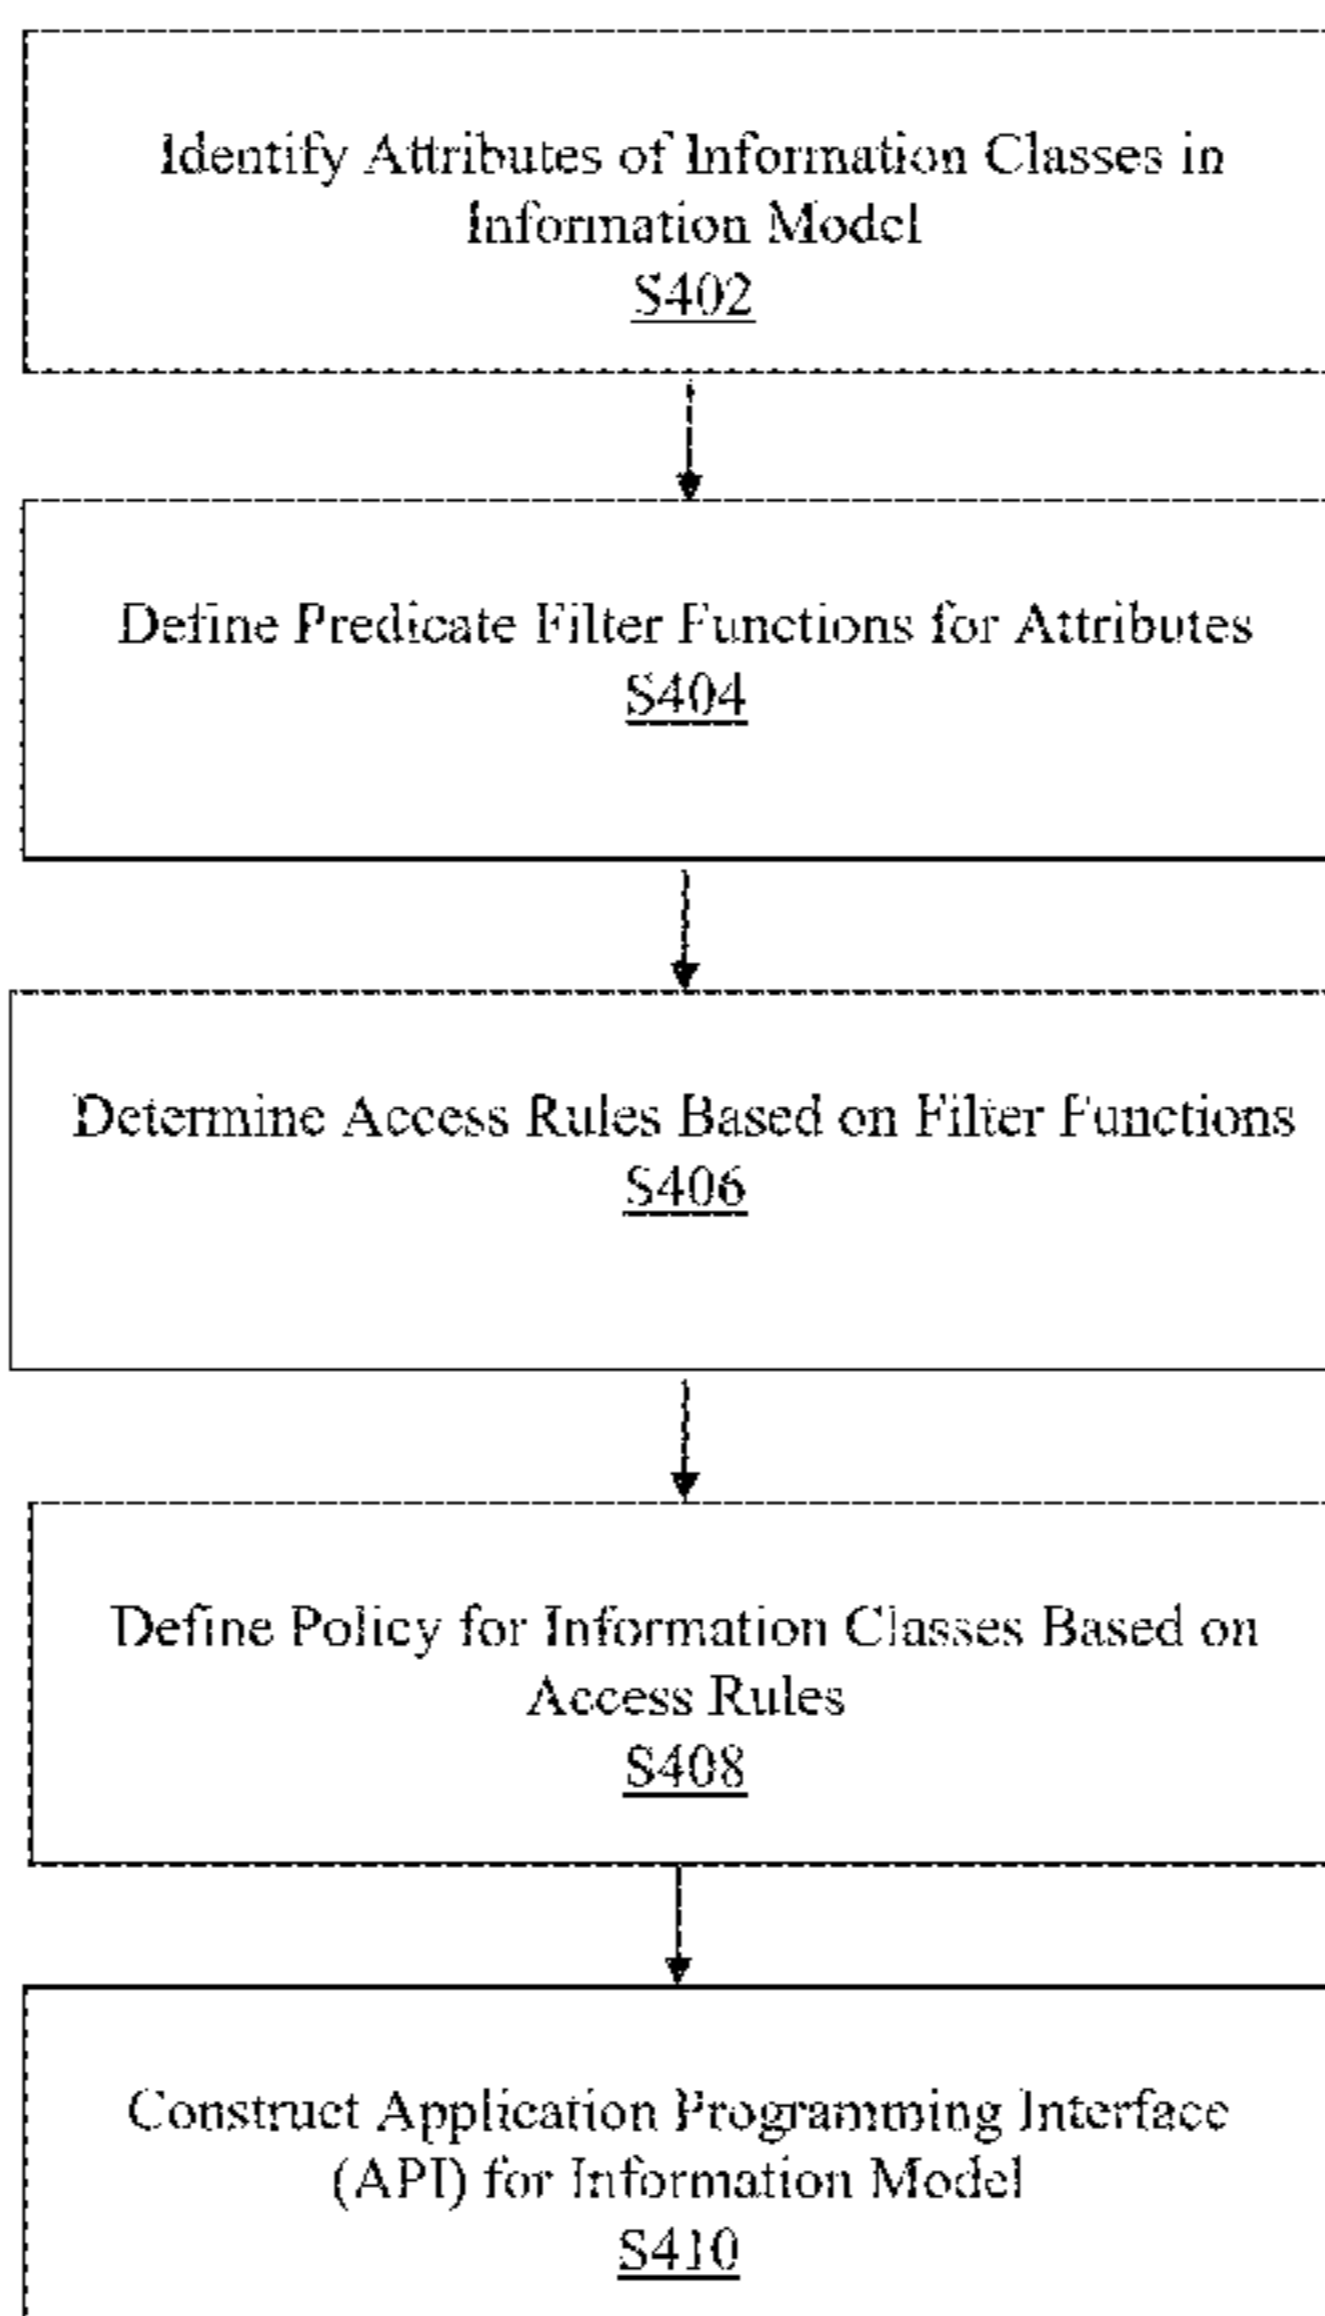 Identify Attributes of Information Classes in
Information Model
S402
Define Predicate Filter Functions for Attributes
S404
Determine Access Rules Based on Filter Functions
S406
Define Policy for Information Classes Based on
Access Rules
S408
Construct Application Programming Interface
(API) for Information Model
S410